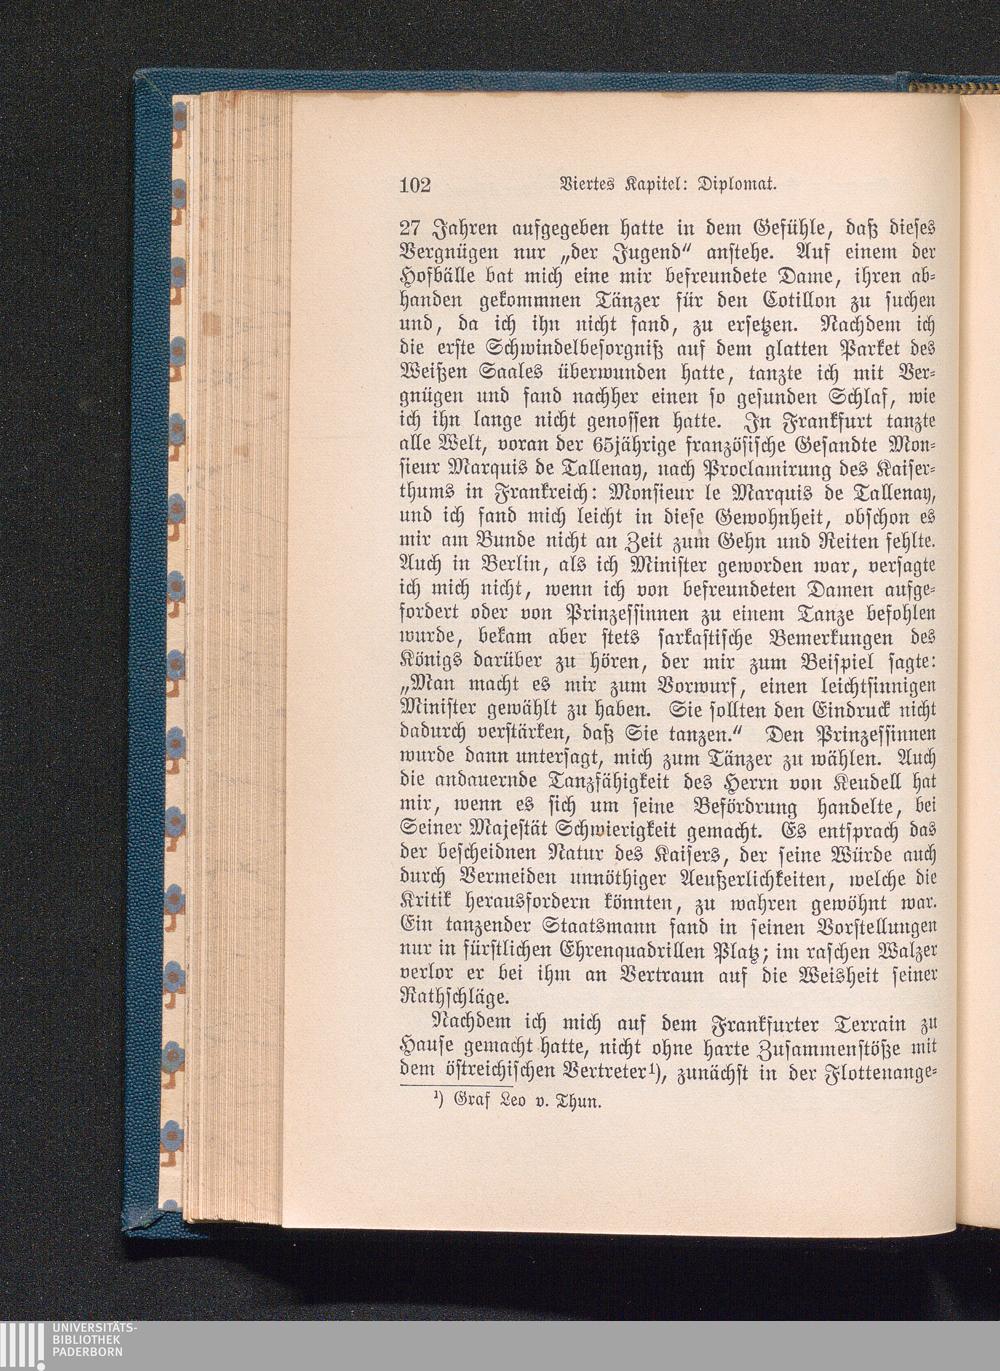 102 Viertes Kapitel: Diplomat.
27 Jahren aufgegeben hatte in dem Gefühle, daß dieses
Vergnügen nur „der Jugend“ anstehe. Auf einem der
Hofbälle bat mich eine mir befreundete Dame, ihren ab-
handen gekommnen Tänzer für den Cotillon zu suchen
und, da ich ihn nicht fand, zu ersetzen. Nachdem ich
die erste Schwindelbesorgniß auf dem glatten Parket des
Weißen Saales überwunden hatte, tanzte ich mit Ver-
gnügen und fand nachher einen so gesunden Schlaf, wie
ich ihn lange nicht genossen hatte. In Frankfurt tanzte
alle Welt, voran der 65jährige französische Gesandte Mon-
sieur Marquis de Tallenay, nach Proclamirung des Kaiser-
thums in Frankreich: Monsieur le Marquis de Tallenay,
und ich fand mich leicht in diese Gewohnheit, obschon es
mir am Bunde nicht an Zeit zum Gehn und Reiten fehlte.
Auch in Berlin, als ich Minister geworden war, versagte
ich mich nicht, wenn ich von befreundeten Damen aufge-
fordert oder von Prinzessinnen zu einem Tanze befohlen
wurde, bekam aber stets sarkastische Bemerkungen des
Königs darüber zu hören, der mir zum Beispiel sagte:
„Man macht es mir zum Vorwurf, einen leichtsinnigen
Minister gewählt zu haben. Sie sollten den Eindruck nicht
dadurch verstärken, daß Sie tanzen.“ Den Prinzessinnen
wurde dann untersagt, mich zum Tänzer zu wählen. Auch
die andauernde Tanzfähigkeit des Herrn von Keudell hat
mir, wenn es sich um seine Befördrung handelte, bei
Seiner Majestät Schwierigkeit gemacht. Es entsprach das
der bescheidnen Natur des Kaisers, der seine Würde auch
durch Vermeiden unnöthiger Aeußerlichkeiten, welche die
Kritik herausfordern könnten, zu wahren gewöhnt war.
Ein tanzender Staatsmann fand in seinen Vorstellungen
nur in fürstlichen Ehrenquadrillen Platz; im raschen Walzer
verlor er bei ihm an Vertraun auf die Weisheit seiner
Rathschläge.
Nachdem ich mich auf dem Frankfurter Terrain zu
Hause gemacht hatte, nicht ohne harte Zusammenstöße mit
dem östreichischen Vertreter¹), zunächst in der Flottenange-
¹) Graf Leo v. Thun.
UNIVERSITÄTS-
BIBLIOTHEK
PADERBORN